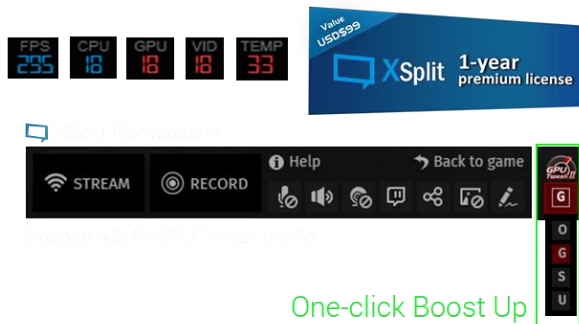 FPS CPU GPU VID TEMP
295 18 18 18 33
Value
USD$99
XSplit
1-year
premium license
XSplit Gamecaster
Help
Back to game
STREAM
RECORD
GPU
Tweak II
G
O
G
S
U
Change ASUS GPU Tweak profile
One-click Boost Up